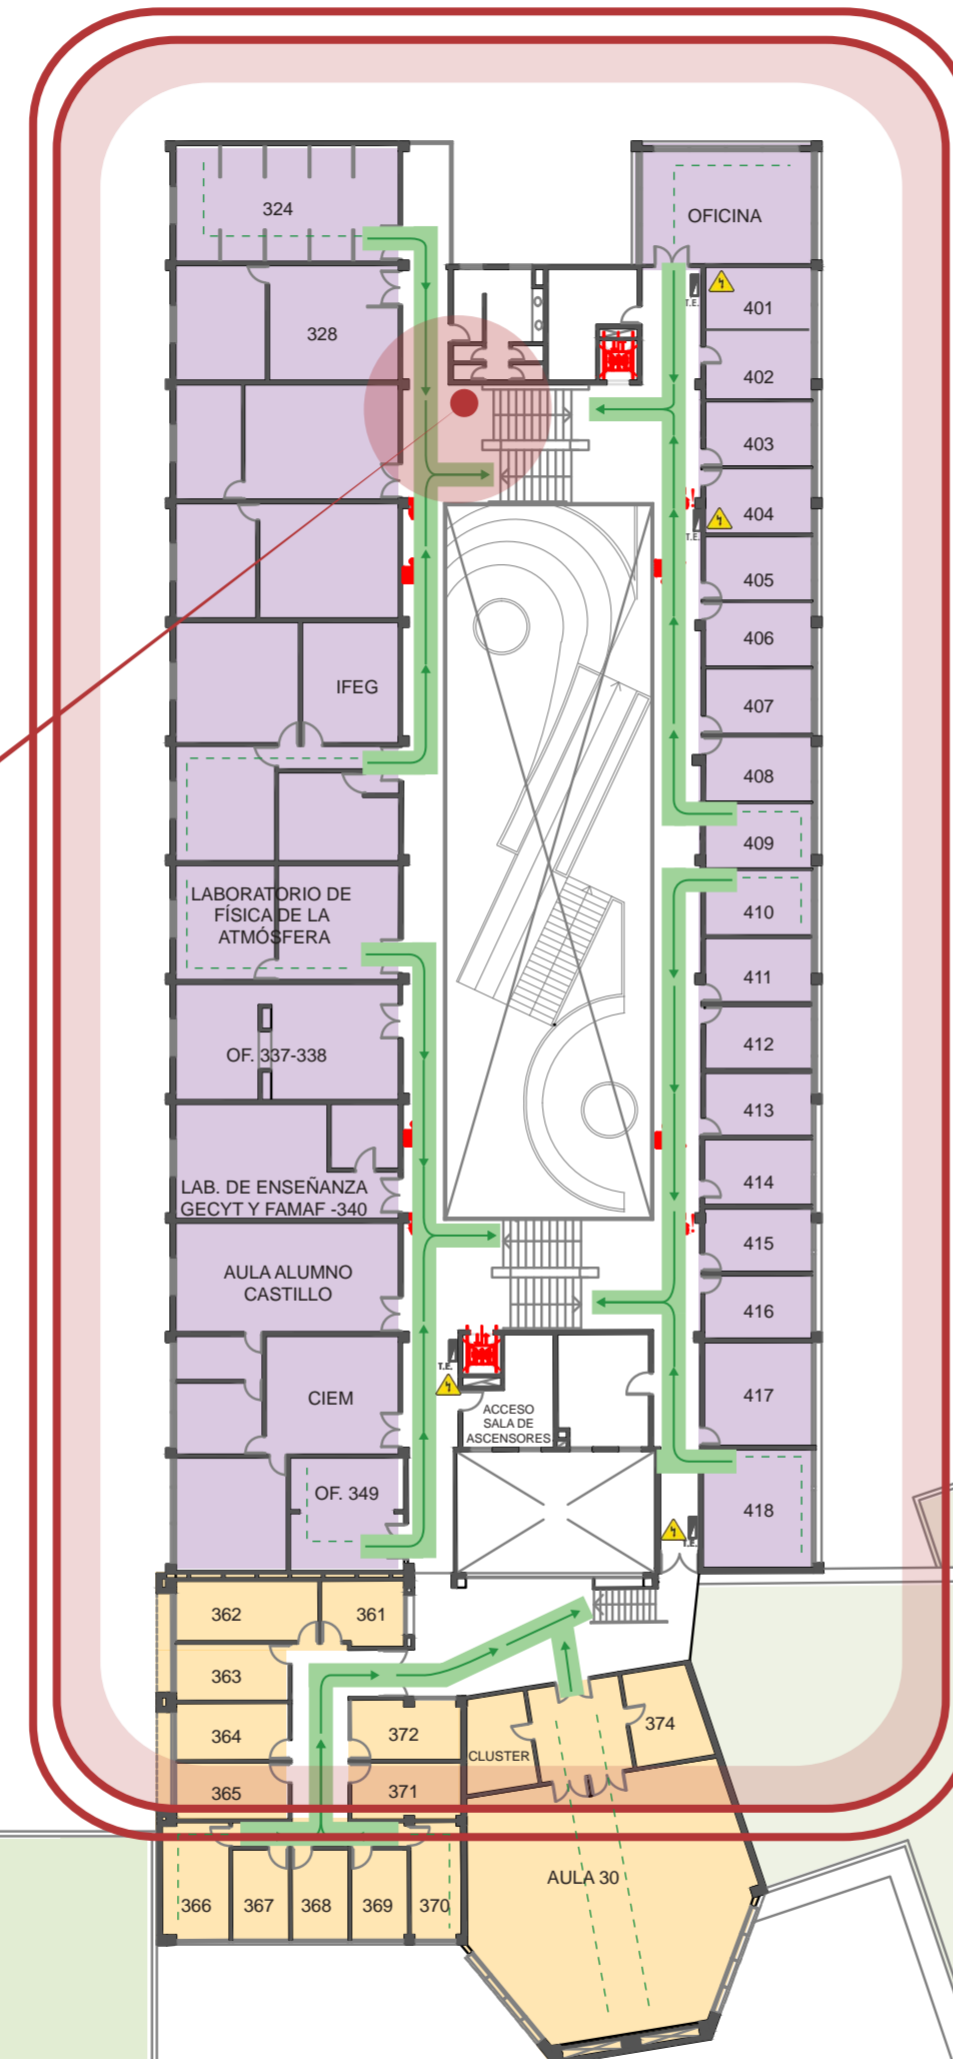 324
OFICINA
T.E.
401
328
402
403
404
T.E.
405
406
IFEG
407
408
409
LABORATORIO DE
FÍSICA DE LA
ATMÓSFERA
410
411
OF. 337-338
412
413
LAB. DE ENSEÑANZA
GECYT Y FAMAF -340
414
415
AULA ALUMNO
CASTILLO
416
T.E.
CIEM
417
ACCESO
SALA DE
ASCENSORES
OF. 349
418
T.E.
362
361
363
364
372
374
CLUSTER
365
371
AULA 30
366
367
368
369
370